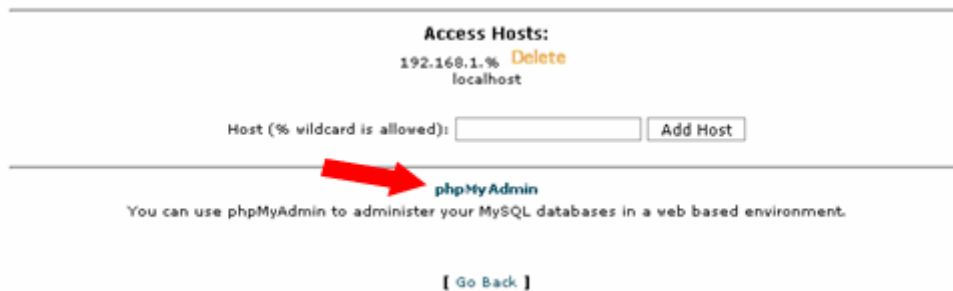 Access Hosts:
192.168.1.% Delete
localhost
Host (% wildcard is allowed): Add Host
phpMyAdmin
You can use phpMyAdmin to administer your MySQL databases in a web based environment.
[ Go Back ]